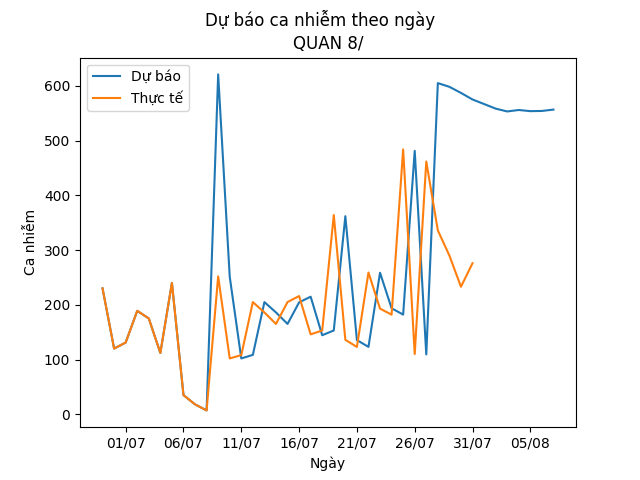 Dự báo ca nhiễm theo ngày
QUAN 8/
Dự báo
Thực tế
600
500
400
300
200
100
0
Ca nhiễm
01/07 06/07 11/07 16/07 21/07 26/07 31/07 05/08
Ngày